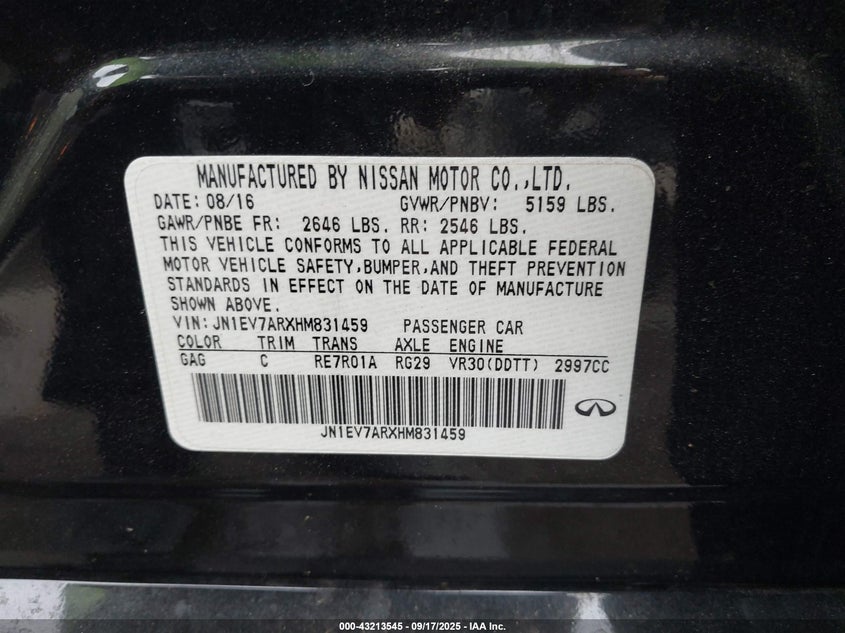 MANUFACTURED BY NISSAN MOTOR CO.,LTD.
DATE: 08/16 GVWR/PNBV: 5159 LBS.
GAWR/PNBE FR: 2646 LBS. RR: 2546 LBS.
THIS VEHICLE CONFORMS TO ALL APPLICABLE FEDERAL
MOTOR VEHICLE SAFETY,BUMPER,AND THEFT PREVENTION
STANDARDS IN EFFECT ON THE DATE OF MANUFACTURE
SHOWN ABOVE.
VIN:JN1EV7ARXHM831459 PASSENGER CAR
COLOR TRIM TRANS AXLE ENGINE
GAG C RE7R01A RG29 VR30(DDTT) 2997CC
JN1EV7ARXHM831459
000-43213545 - 09/17/2025 - IAA Inc.